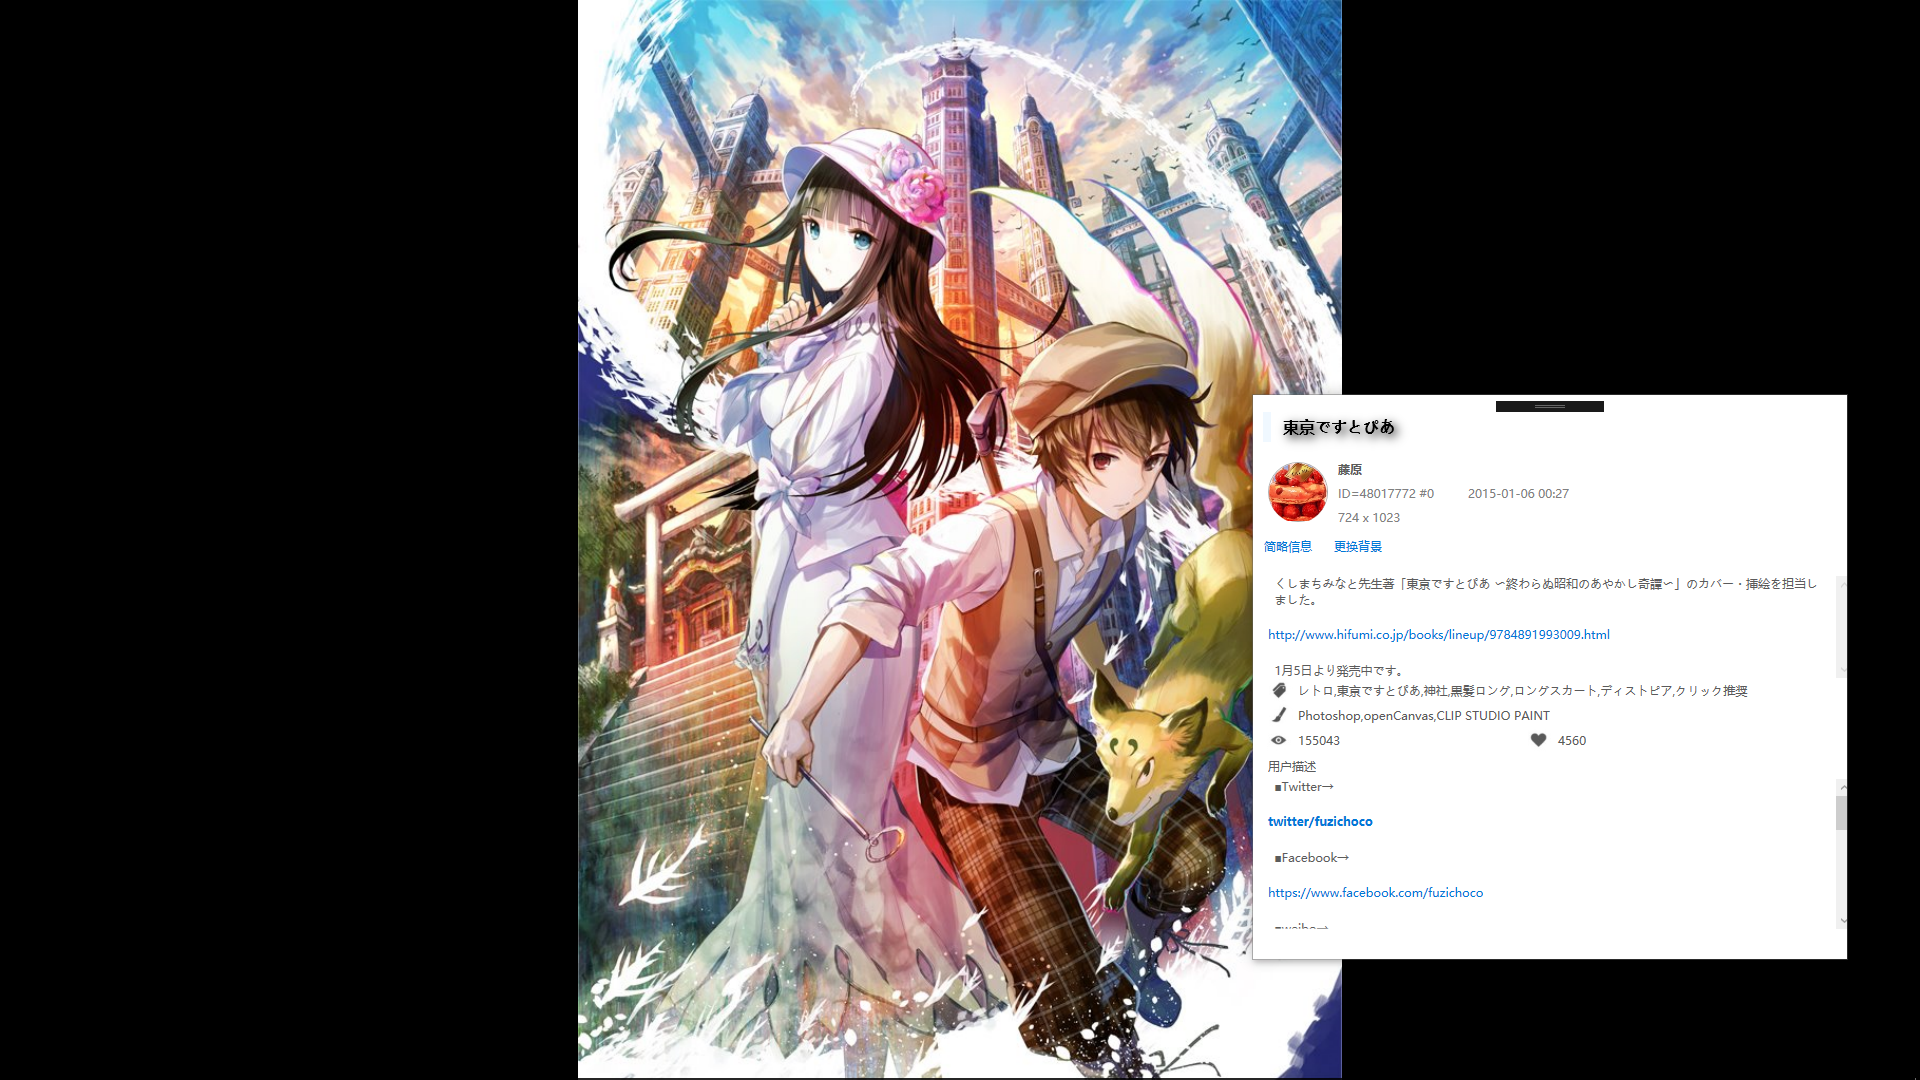 東京ですとぴあ
藤原
ID=48017772 #0 2015-01-06 00:27
724 x 1023
简略信息 更换背景
くしまちみなと先生著「東京ですとぴあ ～終わらぬ昭和のあやかし奇譚～」のカバー・挿絵を担当し
ました。
http://www.hifumi.co.jp/books/lineup/9784891993009.html
1月5日より発売中です。
レトロ,東京ですとぴあ,神社,黒髪ロング,ロングスカート,ディストピア,クリック推奨
Photoshop,openCanvas,CLIP STUDIO PAINT
155043 4560
用户描述
■Twitter→
twitter/fuzichoco
■Facebook→
https://www.facebook.com/fuzichoco
■weibo→